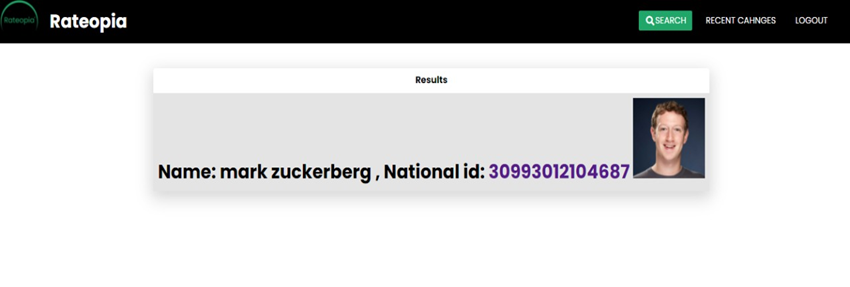 Rateopia
Rateopia
SEARCH
RECENT CAHNGES
LOGOUT
Results
Name: mark zuckerberg , National id: 30993012104687